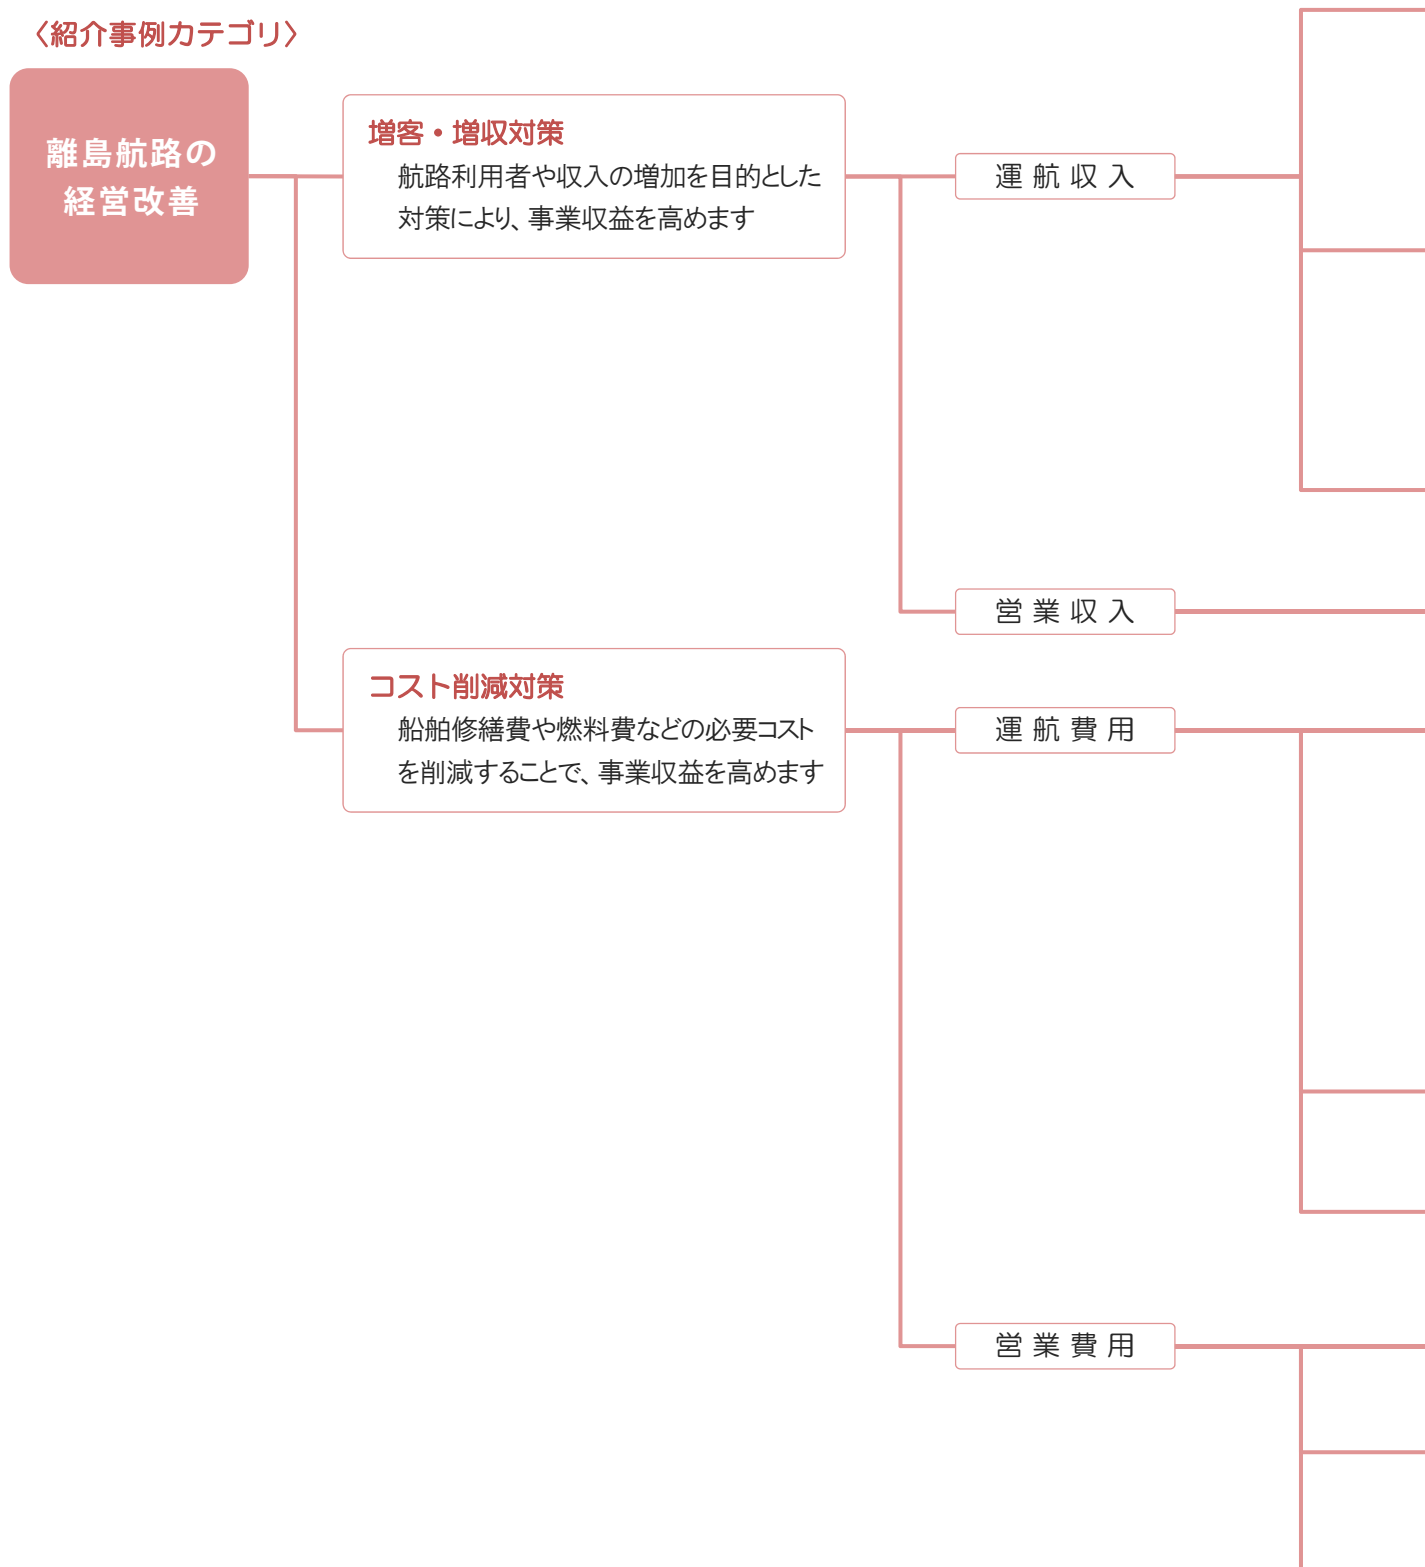 〈紹介事例カテゴリ〉
離島航路の
経営改善
増客・増収対策
航路利用者や収入の増加を目的とした
対策により、事業収益を高めます
運航収入
営業収入
コスト削減対策
船舶修繕費や燃料費などの必要コスト
を削減することで、事業収益を高めます
運航費用
営業費用